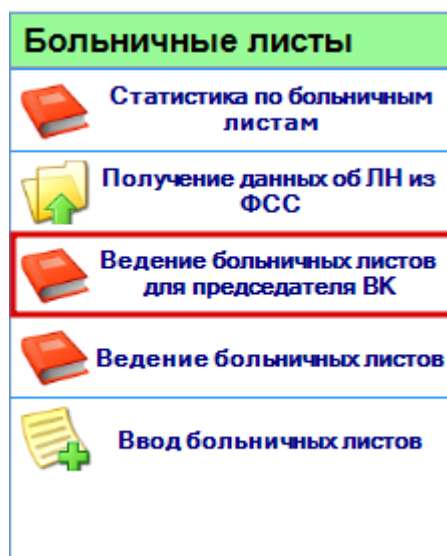 Больничные листы
Статистика по больничным
листам
Получение данных об ЛН из
ФСС
Ведение больничных листов
для председателя ВК
Ведение больничных листов
Ввод больничных листов